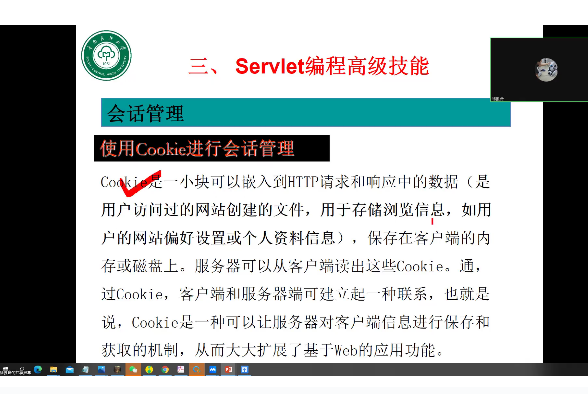 三、 Servlet编程高级技能
会话管理
使用Cookie进行会话管理
Cookie是一小块可以嵌入到HTTP请求和响应中的数据（是
用户访问过的网站创建的文件，用于存储浏览信息，如用
户的网站偏好设置或个人资料信息），保存在客户端的内
存或磁盘上。服务器可以从客户端读出这些Cookie。通，
过Cookie，客户端和服务器端可建立起一种联系，也就是
说，Cookie是一种可以让服务器对客户端信息进行保存和
获取的机制，从而大大扩展了基于Web的应用功能。